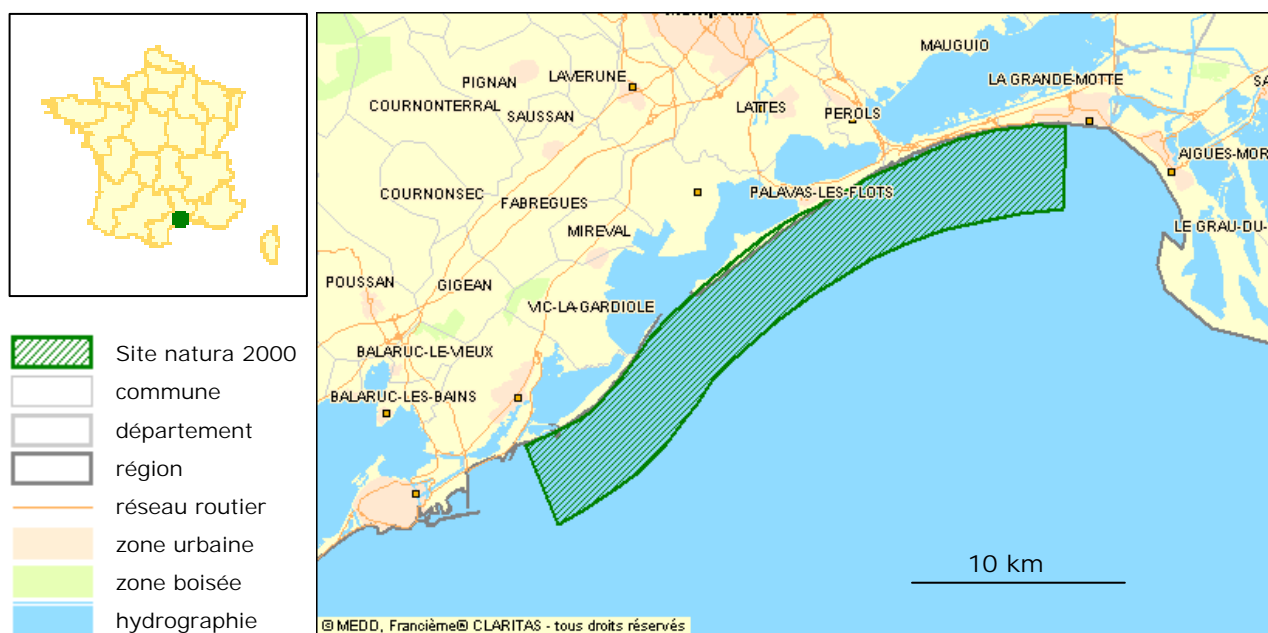 MAUGUIO
LA GRANDE-MOTTE
PIGNAN
LAVERUNE
COURNONTERRAL
SAUSSAN
LATTES
PEROLS
AIGUES-MOR
COURNONSEC
FABREGUES
PALAVAS-LES-FLOTS
MIREVAL
LE GRAU-DU-
POUSSAN
GIGEAN
VIC-LA-GARDIOLE
BALARUC-LE-VIEUX
BALARUC-LES-BAINS
10 km
© MEDD, Francième® CLARITAS - tous droits réservés
Site natura 2000
commune
département
région
réseau routier
zone urbaine
zone boisée
hydrographie